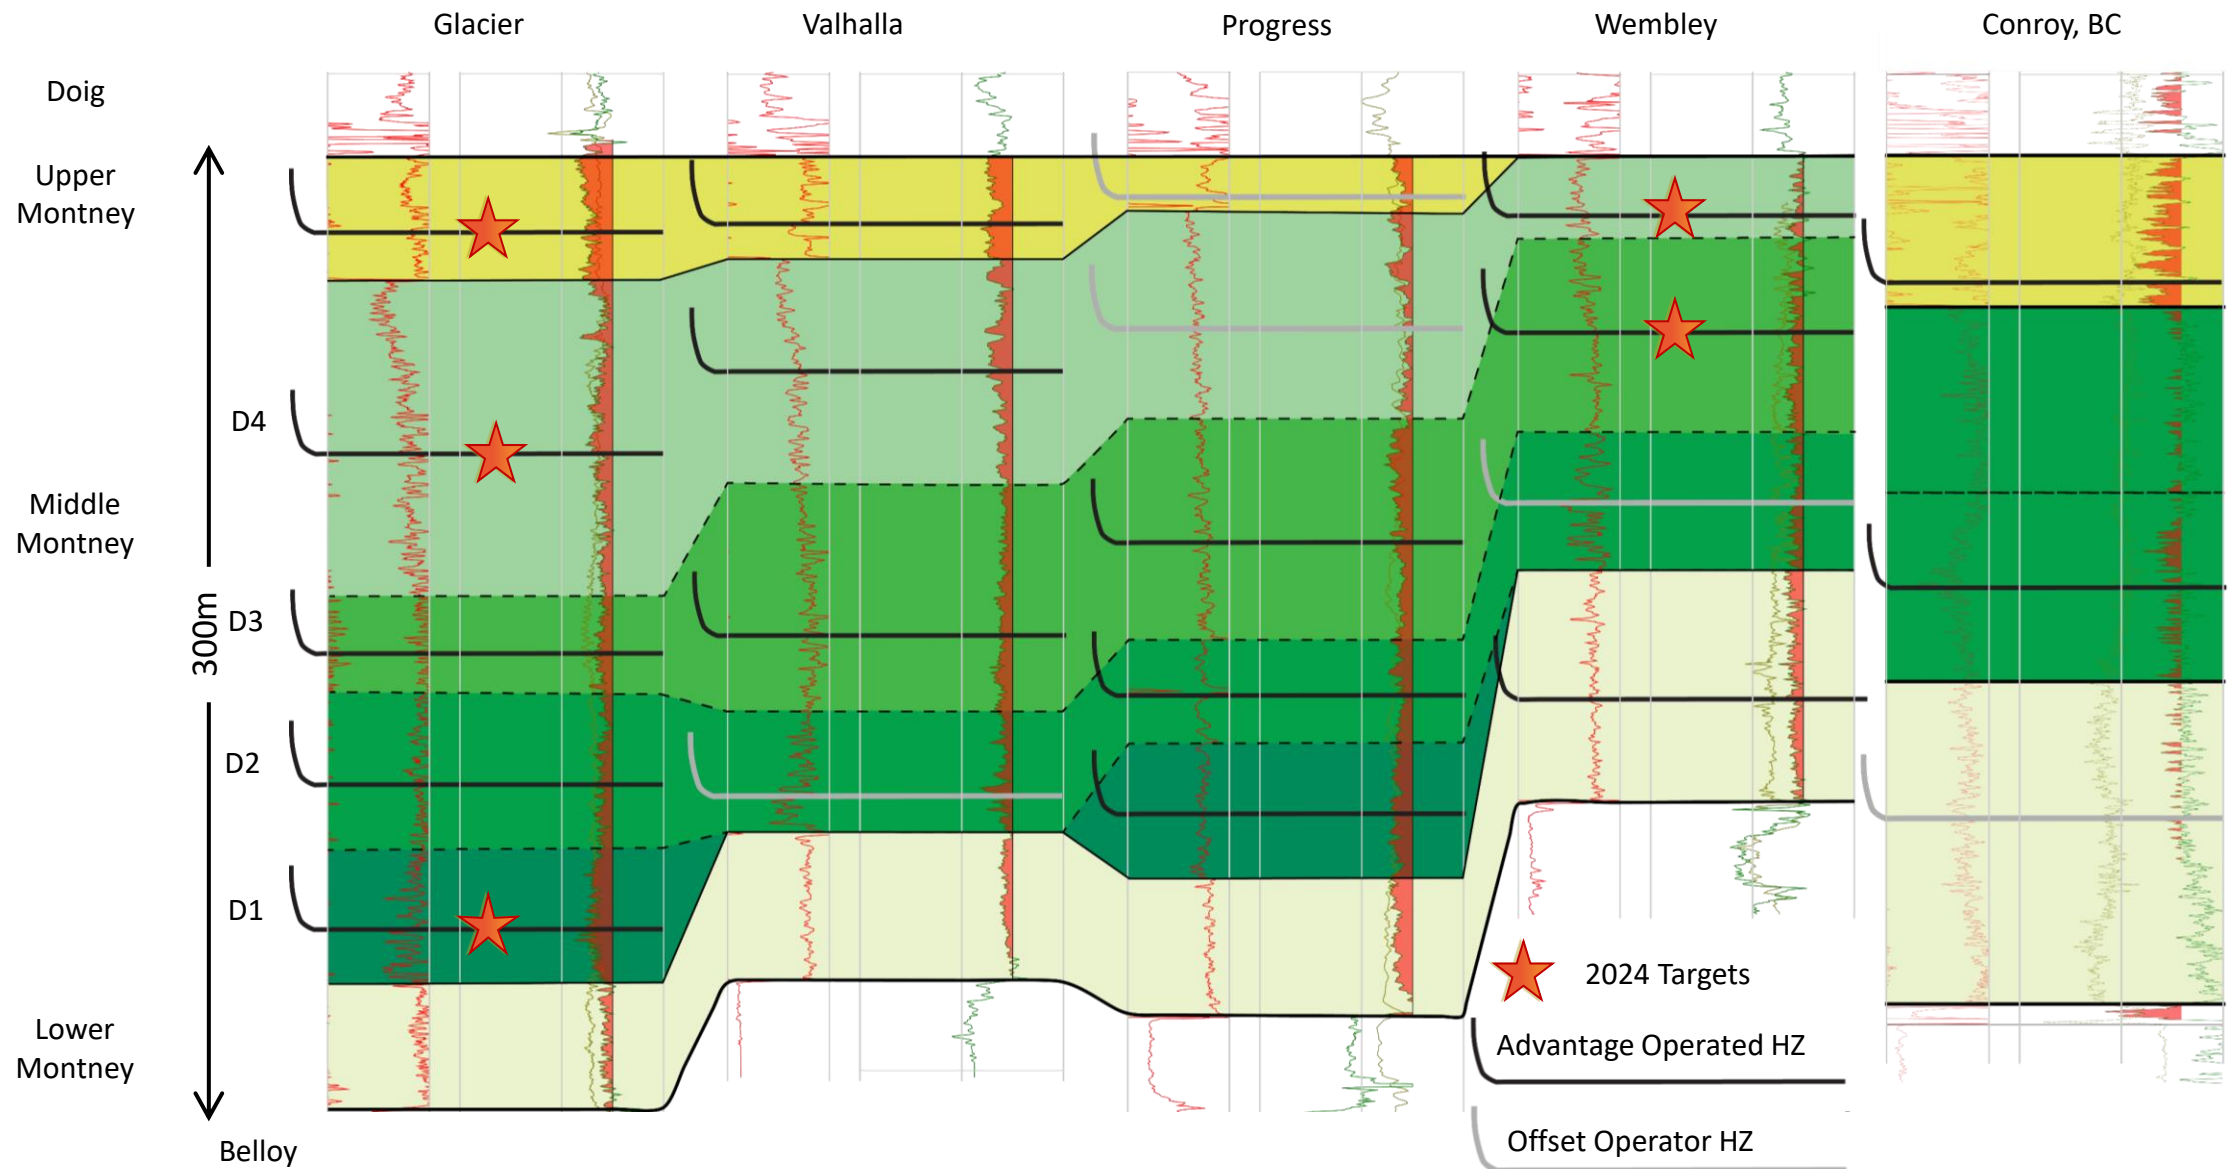 Glacier
Valhalla
Progress
Wembley
Conroy, BC
Doig
Upper
Montney
D4
Middle
Montney
300m
D3
D2
D1
Lower
Montney
Belloy
2024 Targets
Advantage Operated HZ
Offset Operator HZ